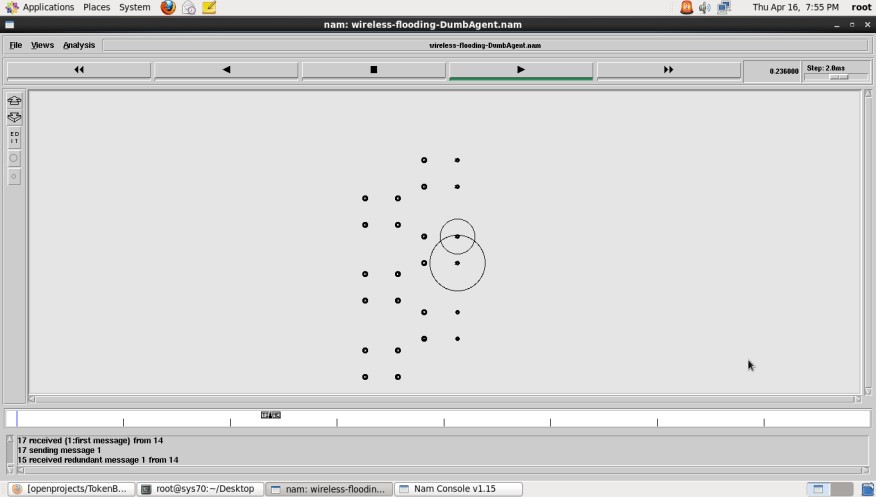 Applications Places System
Thu Apr 16, 7:55 PM root
nam: wireless-flooding-DumbAgent.nam
File Views Analysis
wireless-flooding-DumbAgent.nam
0.236000
Step: 2.0ms
ED
IT
17 received (1:first message) from 14
17 sending message 1
15 received redundant message 1 from 14
[openprojects/TokenB...
root@sys70:~/Desktop
nam: wireless-floodin...
Nam Console v1.15